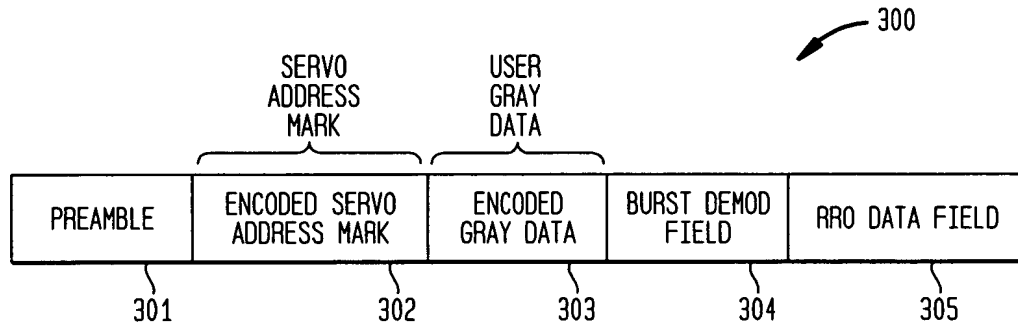 300
SERVO
ADDRESS
MARK
USER
GRAY
DATA
PREAMBLE
ENCODED SERVO
ADDRESS MARK
ENCODED
GRAY DATA
BURST DEMOD
FIELD
RRO DATA FIELD
301
302
303
304
305